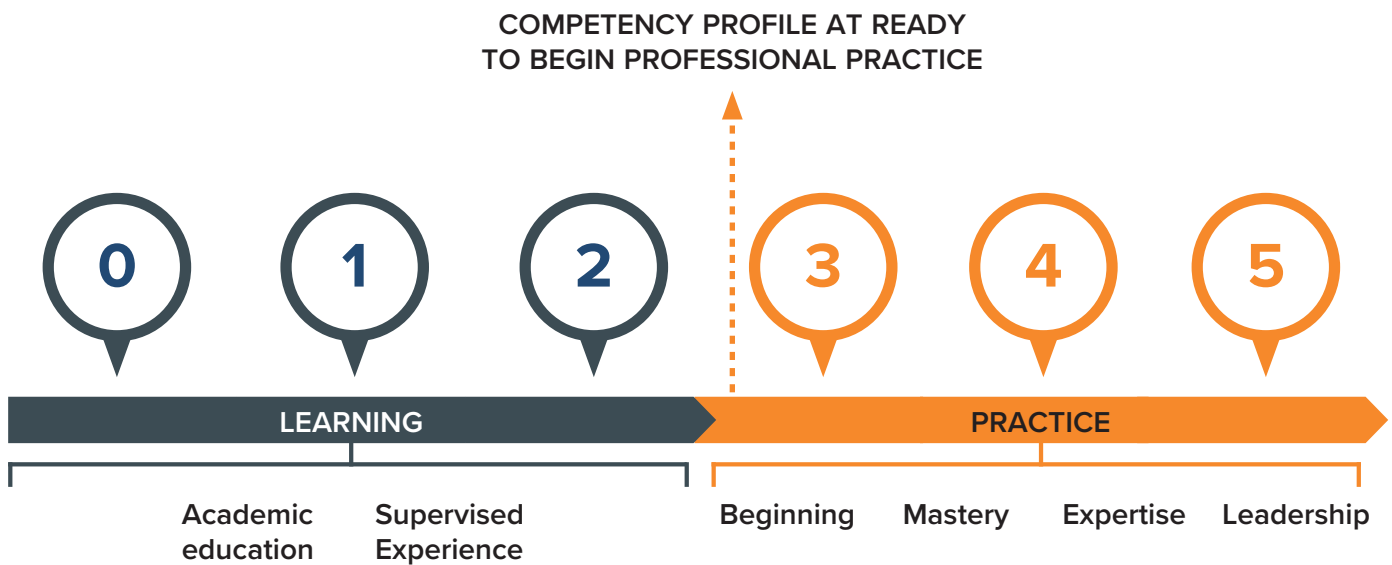 COMPETENCY PROFILE AT READY
TO BEGIN PROFESSIONAL PRACTICE
0 1 2 3 4 5
LEARNING PRACTICE
Academic education
Supervised Experience
Beginning Mastery Expertise Leadership